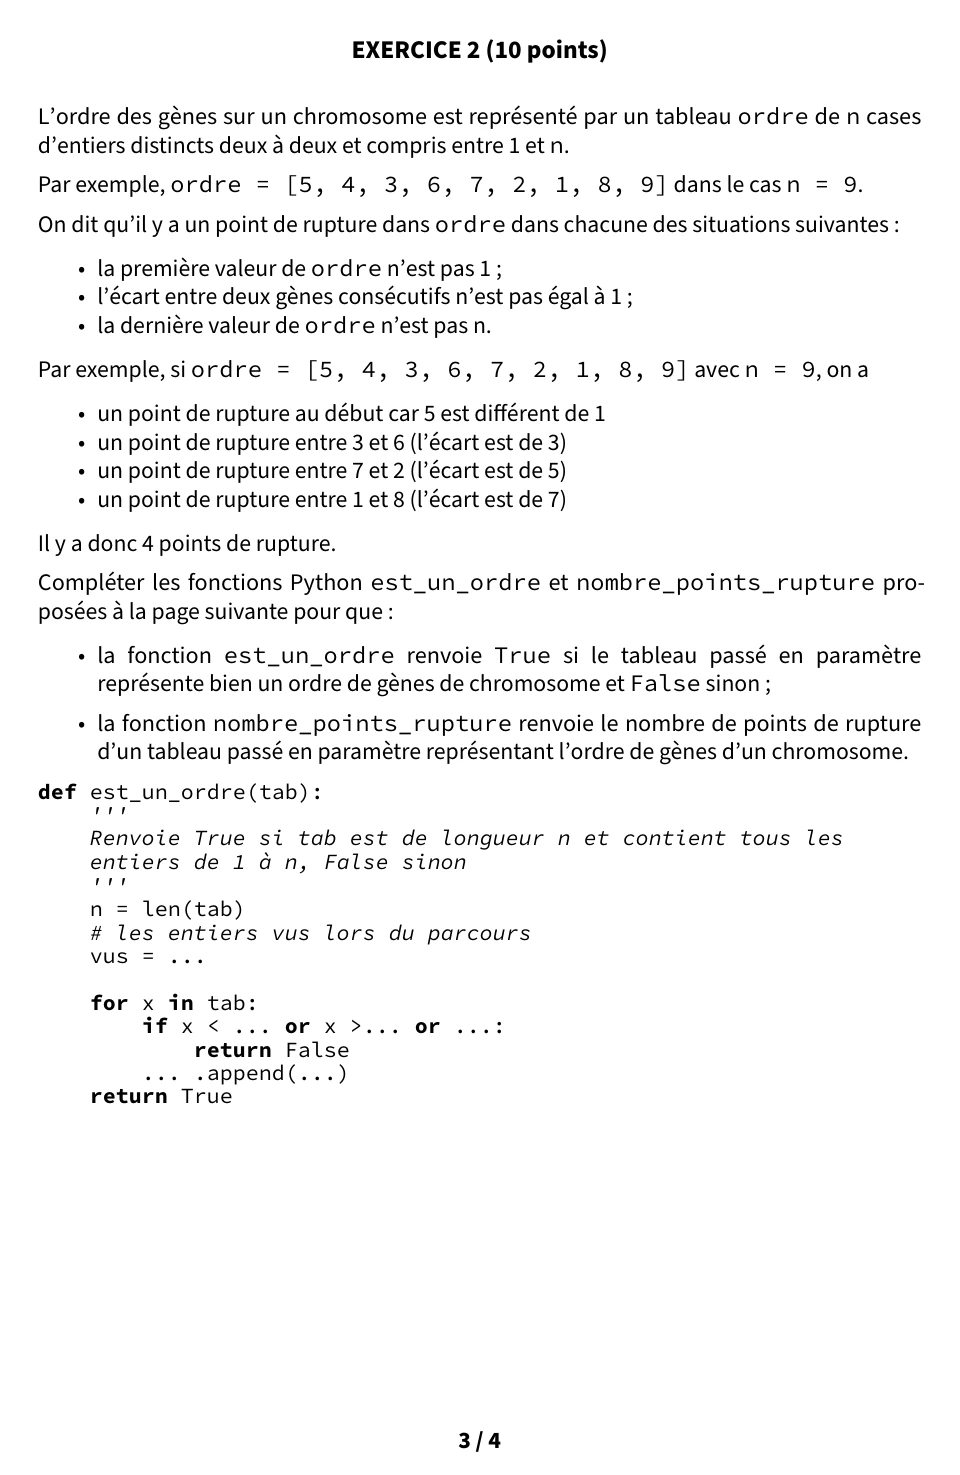 EXERCICE 2 (10 points)
L’ordre des gènes sur un chromosome est représenté par un tableau ordre de n cases
d’entiers distincts deux à deux et compris entre 1 et n.
Par exemple, ordre = [5, 4, 3, 6, 7, 2, 1, 8, 9] dans le cas n = 9.
On dit qu’il y a un point de rupture dans ordre dans chacune des situations suivantes :
• la première valeur de ordre n’est pas 1 ;
• l’écart entre deux gènes consécutifs n’est pas égal à 1 ;
• la dernière valeur de ordre n’est pas n.
Par exemple, si ordre = [5, 4, 3, 6, 7, 2, 1, 8, 9] avec n = 9, on a
• un point de rupture au début car 5 est différent de 1
• un point de rupture entre 3 et 6 (l’écart est de 3)
• un point de rupture entre 7 et 2 (l’écart est de 5)
• un point de rupture entre 1 et 8 (l’écart est de 7)
Il y a donc 4 points de rupture.
Compléter les fonctions Python est_un_ordre et nombre_points_rupture pro-
posées à la page suivante pour que :
• la fonction est_un_ordre renvoie True si le tableau passé en paramètre
représente bien un ordre de gènes de chromosome et False sinon ;
• la fonction nombre_points_rupture renvoie le nombre de points de rupture
d’un tableau passé en paramètre représentant l’ordre de gènes d’un chromosome.
def est_un_ordre(tab):
    '''
    Renvoie True si tab est de longueur n et contient tous les
    entiers de 1 à n, False sinon
    '''
    n = len(tab)
    # les entiers vus lors du parcours
    vus = ...
    for x in tab:
        if x < ... or x >... or ...:
            return False
        ... .append(...)
    return True
3 / 4